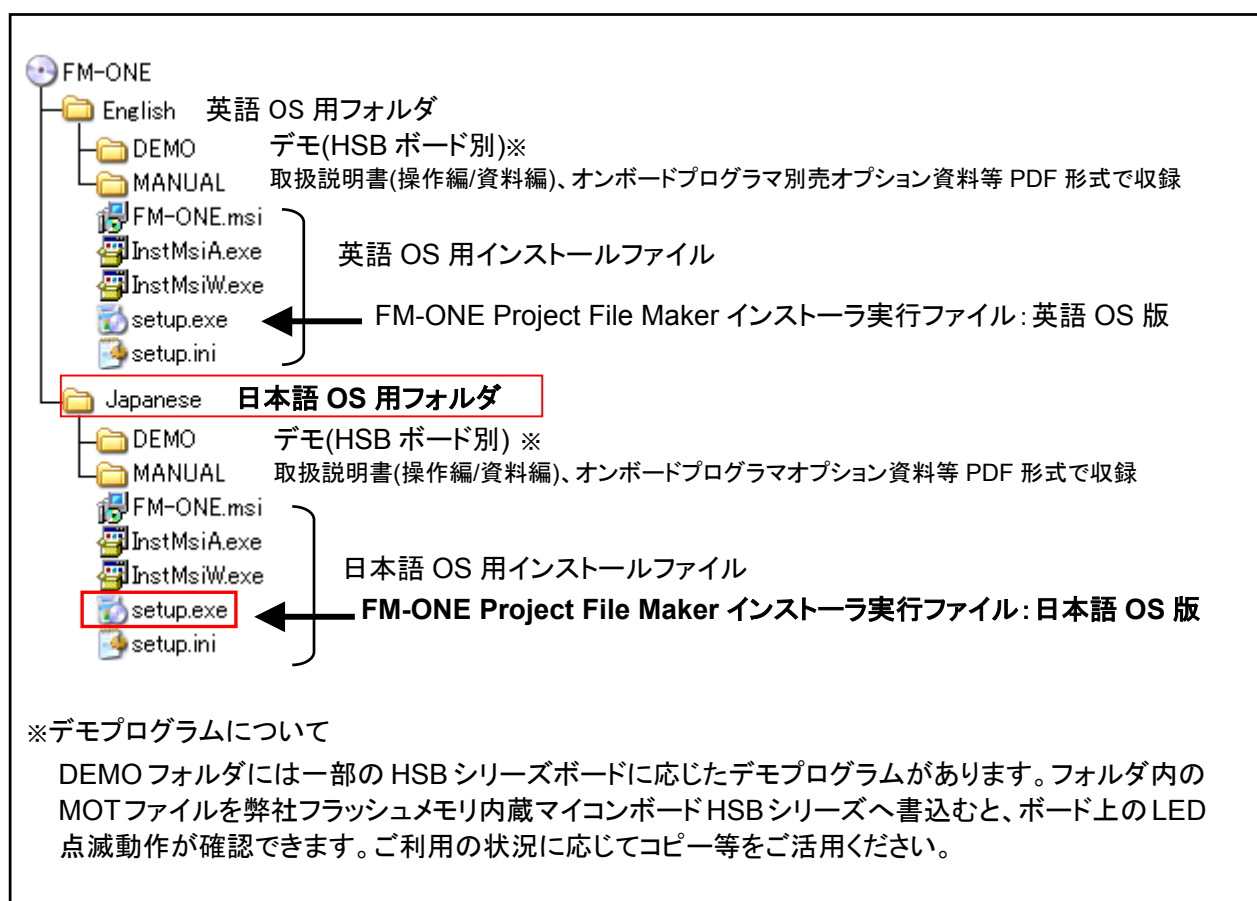 FM-ONE
English 英語 OS 用フォルダ
DEMO デモ(HSB ボード別)※
MANUAL 取扱説明書(操作編/資料編)、オンボードプログラマ別売オプション資料等 PDF 形式で収録
FM-ONE.msi
InstMsiA.exe
英語 OS 用インストールファイル
InstMsiW.exe
setup.exe FM-ONE Project File Maker インストーラ実行ファイル:英語 OS 版
setup.ini
Japanese 日本語 OS 用フォルダ
DEMO デモ(HSB ボード別) ※
MANUAL 取扱説明書(操作編/資料編)、オンボードプログラマオプション資料等 PDF 形式で収録
FM-ONE.msi
InstMsiA.exe
日本語 OS 用インストールファイル
InstMsiW.exe
setup.exe FM-ONE Project File Maker インストーラ実行ファイル:日本語 OS 版
setup.ini
※デモプログラムについて
DEMO フォルダには一部の HSB シリーズボードに応じたデモプログラムがあります。フォルダ内の
MOT ファイルを弊社フラッシュメモリ内蔵マイコンボード HSB シリーズへ書込むと、ボード上の LED
点滅動作が確認できます。ご利用の状況に応じてコピー等をご活用ください。